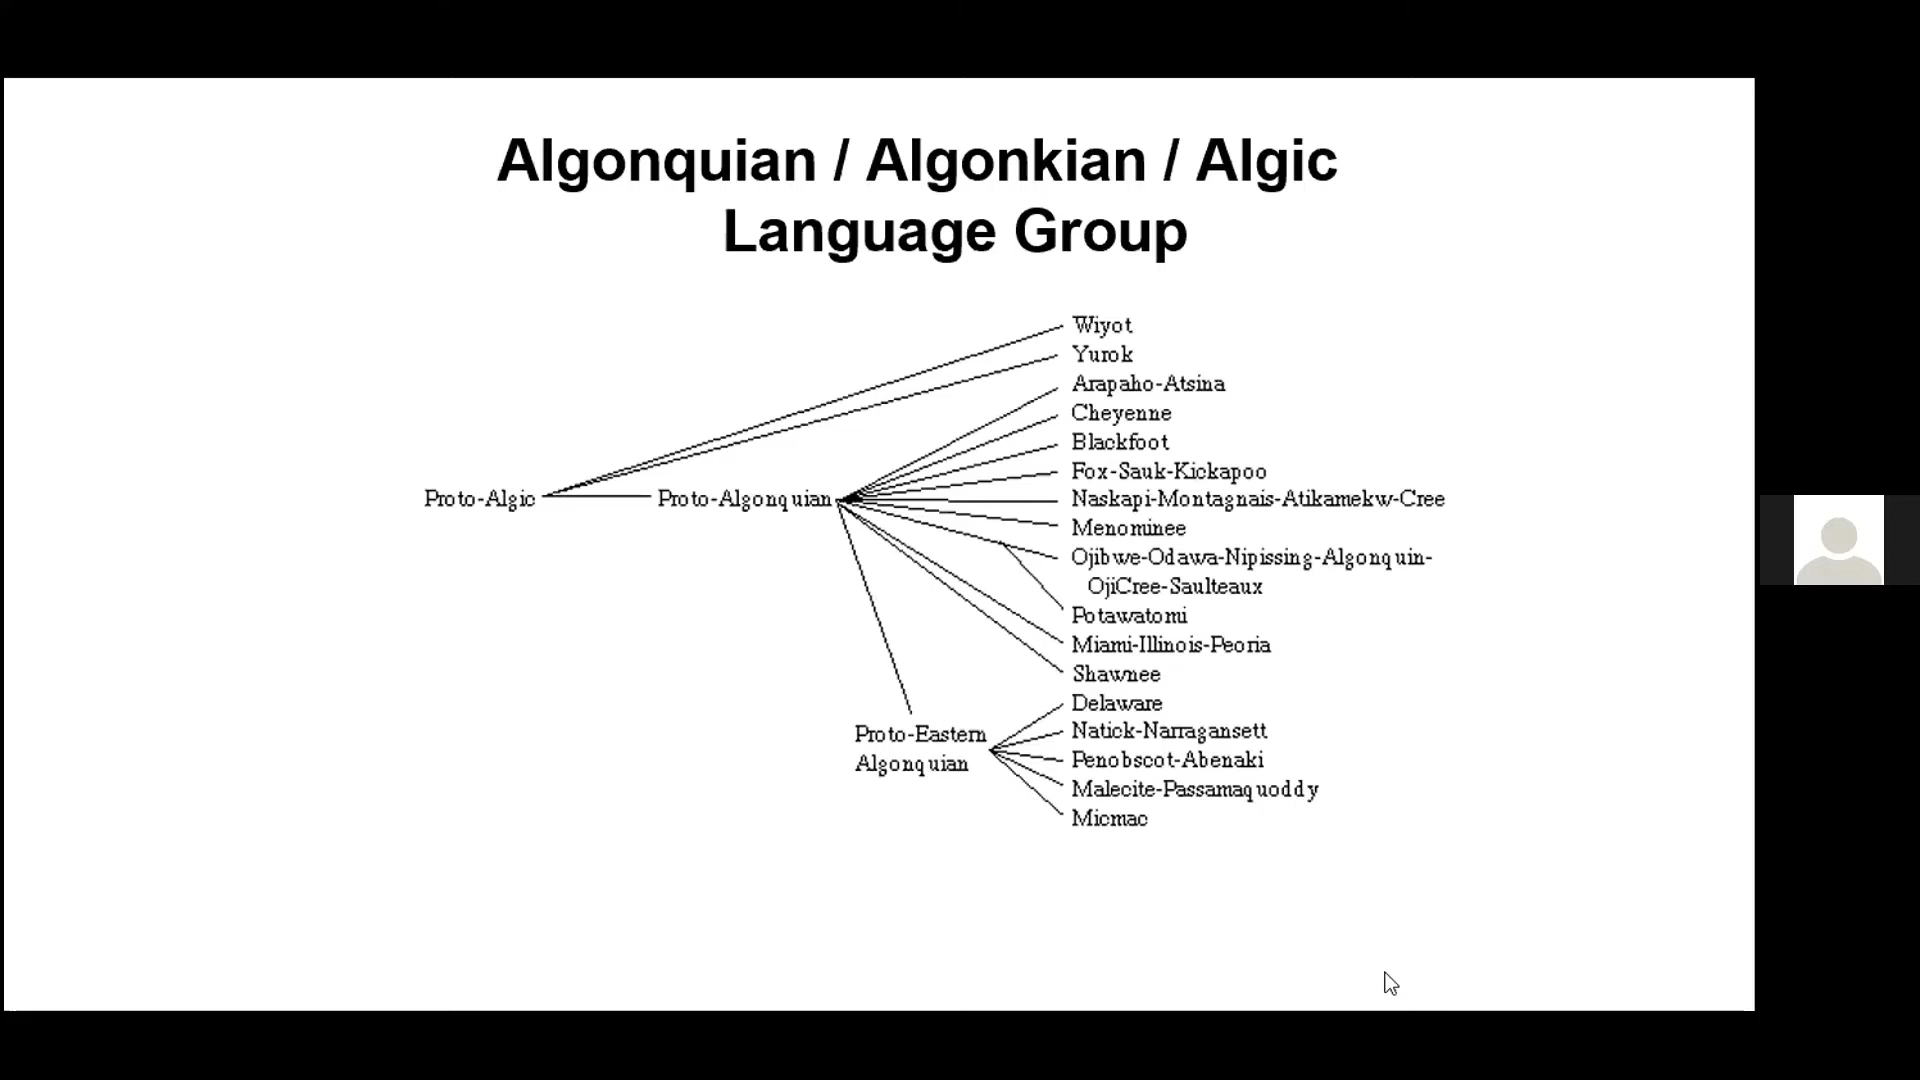 Algonquian / Algonkian / Algic
Language Group
Wiyot
Yurok
Arapaho-Atsina
Cheyenne
Blackfoot
Fox-Sauk-Kickapoo
Proto-Algic
Proto-Algonquian
Naskapi-Montagnais-Atikamekw-Cree
Menominee
Ojibwe-Odawa-Nipissing-Algonquin-
OjiCree-Saulteaux
Potawatomi
Miami-Illinois-Peoria
Shawnee
Proto-Eastern
Algonquian
Delaware
Natick-Narragansett
Penobscot-Abenaki
Malecite-Passamaquoddy
Micmac